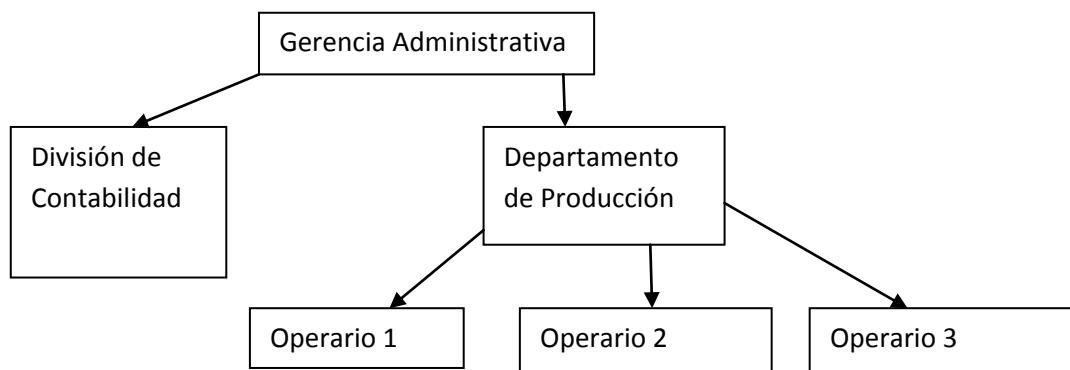 Gerencia Administrativa
División de
Contabilidad
Departamento
de Producción
Operario 1
Operario 2
Operario 3